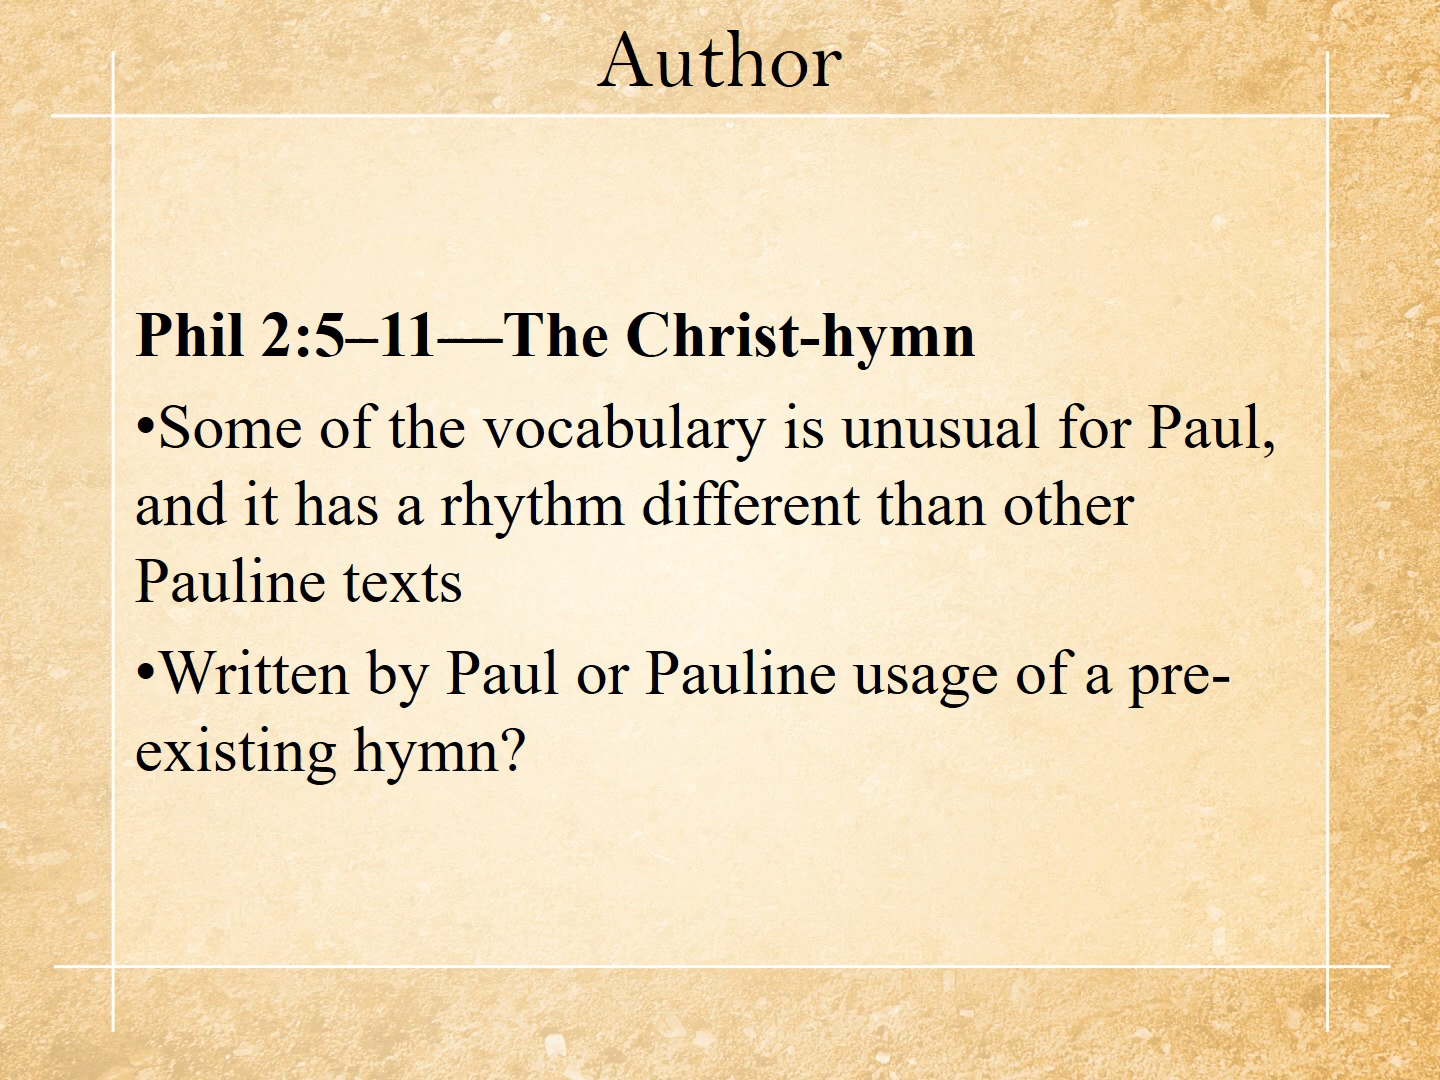 Author
Phil 2:5–11—The Christ-hymn
•Some of the vocabulary is unusual for Paul,
and it has a rhythm different than other
Pauline texts
•Written by Paul or Pauline usage of a pre-
existing hymn?